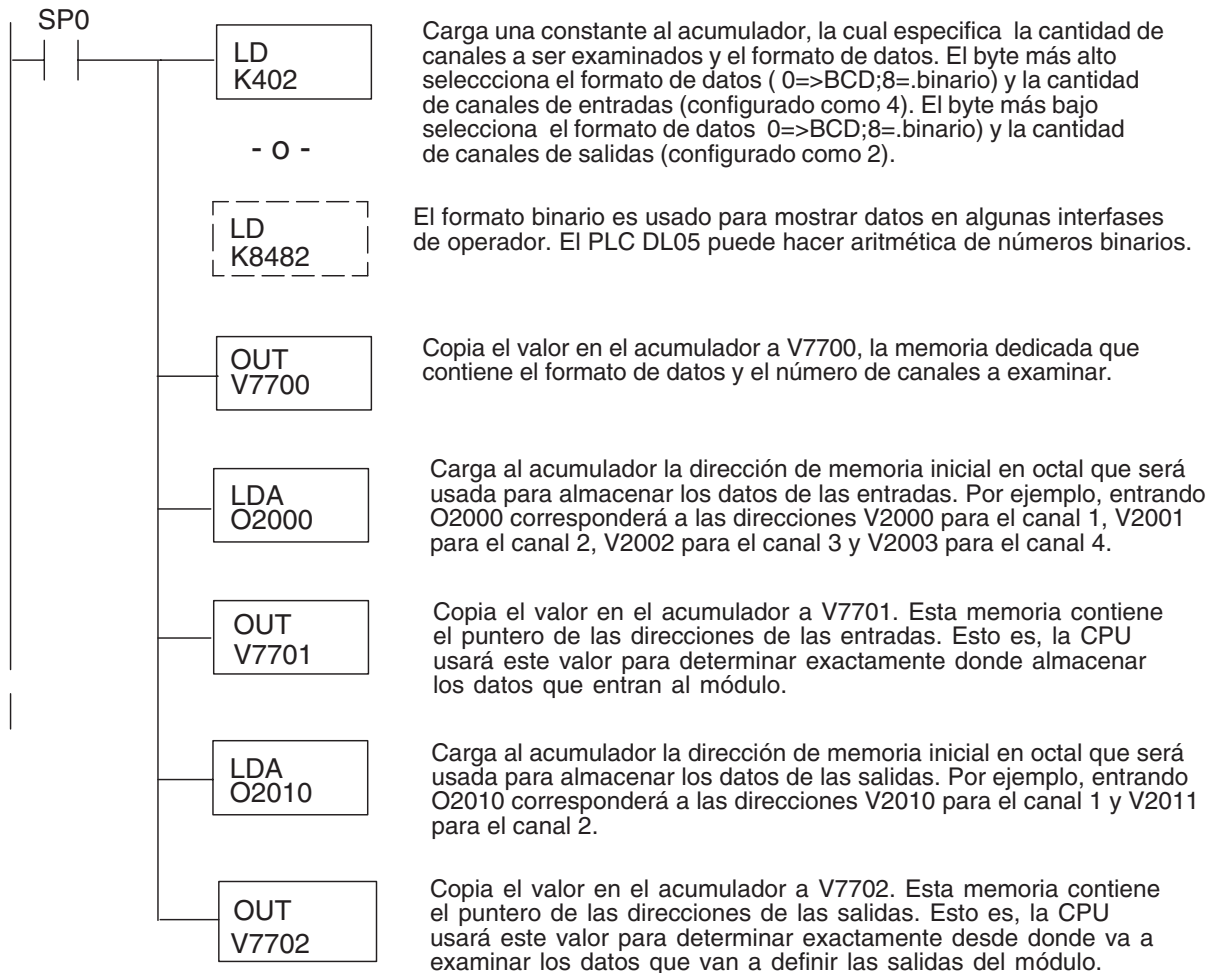 SP0
LD
K402
Carga una constante al acumulador, la cual especifica la cantidad de
canales a ser examinados y el formato de datos. El byte más alto
seleccciona el formato de datos ( 0=>BCD;8=.binario) y la cantidad
de canales de entradas (configurado como 4). El byte más bajo
selecciona el formato de datos 0=>BCD;8=.binario) y la cantidad
de canales de salidas (configurado como 2).
- o -
LD
K8482
El formato binario es usado para mostrar datos en algunas interfases
de operador. El PLC DL05 puede hacer aritmética de números binarios.
OUT
V7700
Copia el valor en el acumulador a V7700, la memoria dedicada que
contiene el formato de datos y el número de canales a examinar.
LDA
O2000
Carga al acumulador la dirección de memoria inicial en octal que será
usada para almacenar los datos de las entradas. Por ejemplo, entrando
O2000 corresponderá a las direcciones V2000 para el canal 1, V2001
para el canal 2, V2002 para el canal 3 y V2003 para el canal 4.
OUT
V7701
Copia el valor en el acumulador a V7701. Esta memoria contiene
el puntero de las direcciones de las entradas. Esto es, la CPU
usará este valor para determinar exactamente donde almacenar
los datos que entran al módulo.
LDA
O2010
Carga al acumulador la dirección de memoria inicial en octal que será
usada para almacenar los datos de las salidas. Por ejemplo, entrando
O2010 corresponderá a las direcciones V2010 para el canal 1 y V2011
para el canal 2.
OUT
V7702
Copia el valor en el acumulador a V7702. Esta memoria contiene
el puntero de las direcciones de las salidas. Esto es, la CPU
usará este valor para determinar exactamente desde donde va a
examinar los datos que van a definir las salidas del módulo.